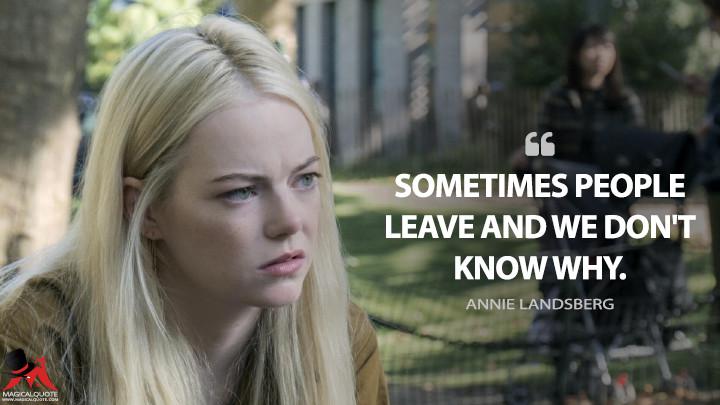 ❝
SOMETIMES PEOPLE
LEAVE AND WE DON'T
KNOW WHY.
ANNIE LANDSBERG
MAGICALQUOTE
WWW.MAGICALQUOTE.COM